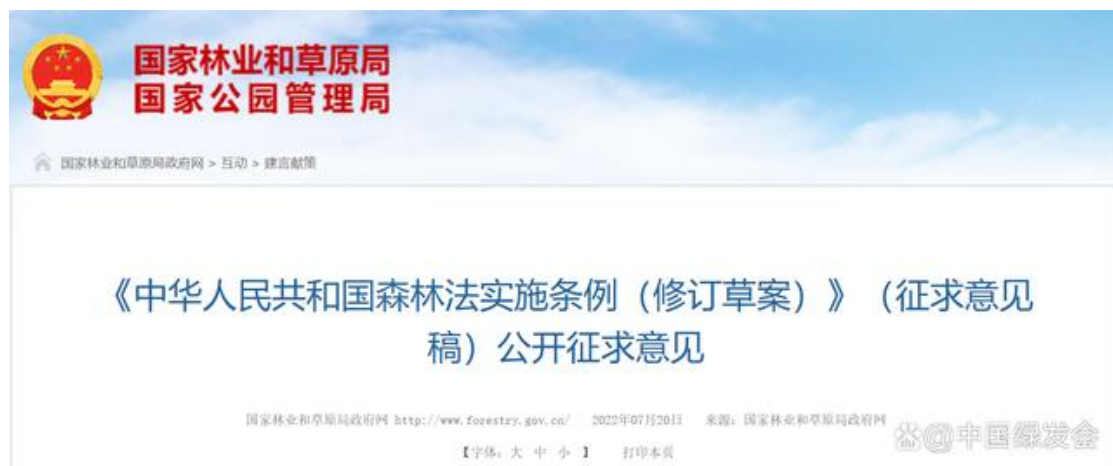 国家林业和草原局
国家公园管理局
国家林业和草原局政府网 > 互动 > 建言献策
《中华人民共和国森林法实施条例（修订草案）》（征求意见
稿）公开征求意见
国家林业和草原局政府网 http://www.forestry.gov.cn/ 2022年07月20日 来源：国家林业和草原局政府网
【字体：大 中 小 】 打印本页
@中国绿发会